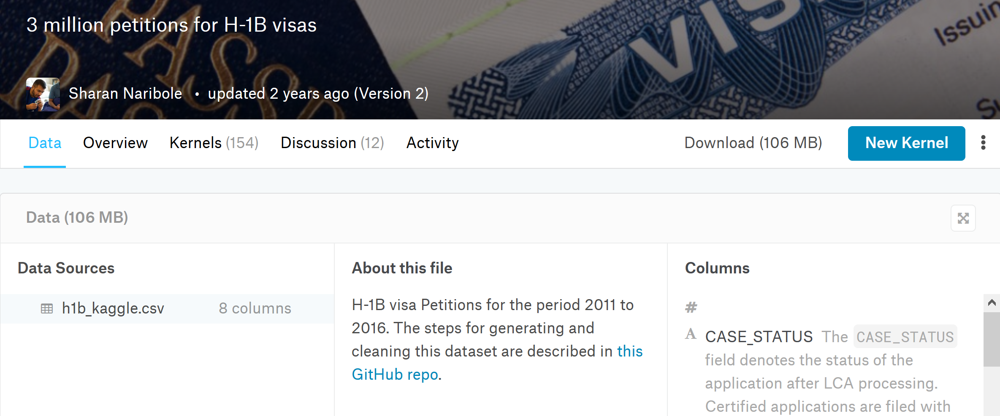 3 million petitions for H-1B visas
VIS
Issuin
Su
PASSP
Sharan Naribole • updated 2 years ago (Version 2)
Data Overview Kernels (154) Discussion (12) Activity Download (106 MB) New Kernel
Data (106 MB)
Data Sources
h1b_kaggle.csv 8 columns
About this file
H-1B visa Petitions for the period 2011 to
2016. The steps for generating and
cleaning this dataset are described in this
GitHub repo.
Columns
#
A CASE_STATUS The CASE_STATUS
field denotes the status of the
application after LCA processing.
Certified applications are filed with